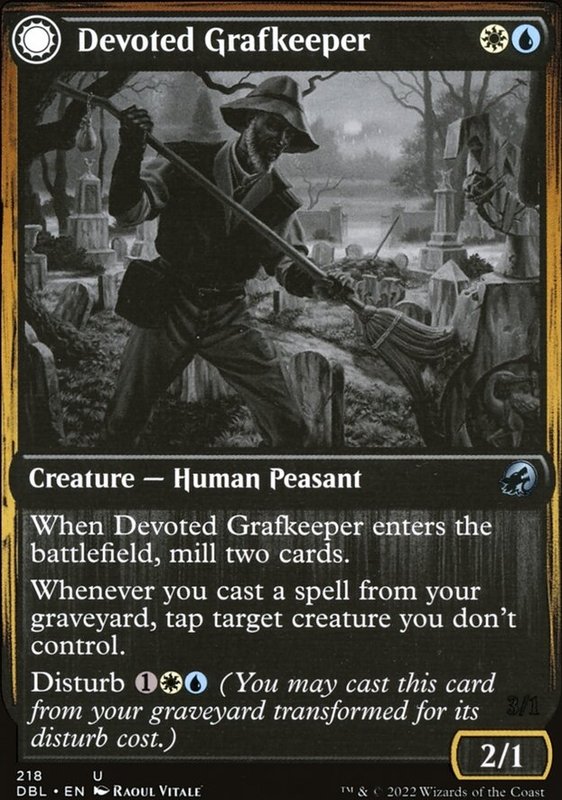 Devoted Grafkeeper
Creature — Human Peasant
When Devoted Grafkeeper enters the
battlefield, mill two cards.
Whenever you cast a spell from your
graveyard, tap target creature you don't
control.
Disturb 1 (You may cast this card
from your graveyard transformed for its
disturb cost.)
3/1
2/1
218 U
DBL • EN Raoul Vitale
™ & © 2022 Wizards of the Coast